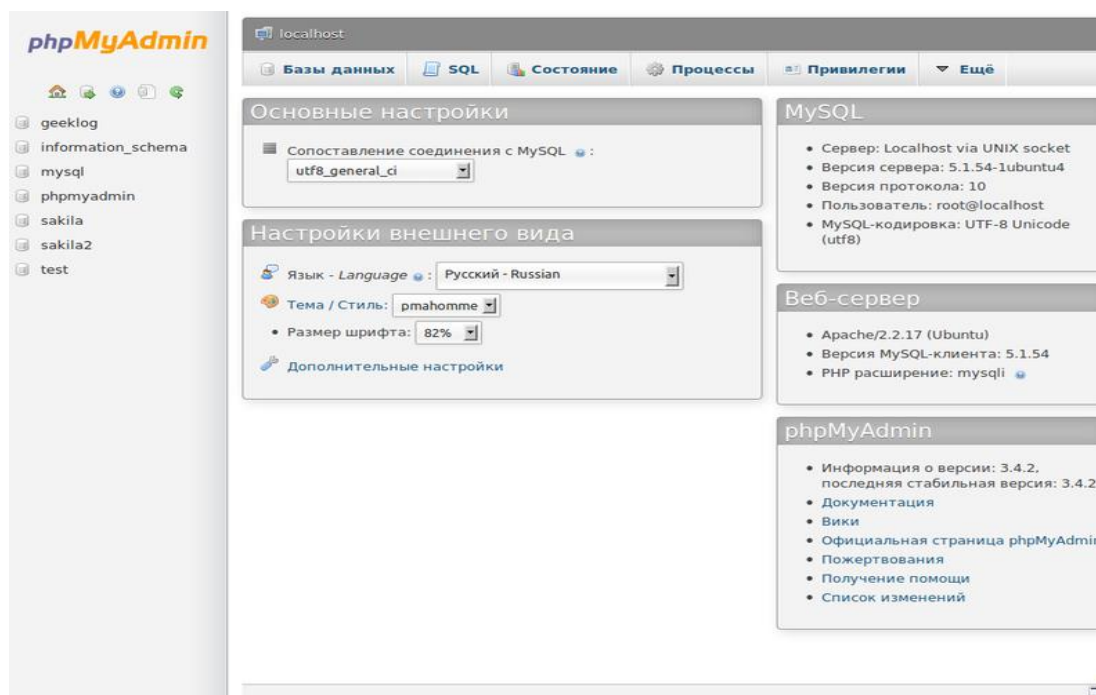 phpMyAdmin
geeklog
information_schema
mysql
phpmyadmin
sakila
sakila2
test
localhost
Базы данных SQL Состояние Процессы Привилегии Ещё
Основные настройки
Сопоставление соединения с MySQL :
utf8_general_ci
Настройки внешнего вида
Язык - Language : Русский - Russian
Тема / Стиль: pmahomme
• Размер шрифта: 82%
Дополнительные настройки
MySQL
• Сервер: Localhost via UNIX socket
• Версия сервера: 5.1.54-1ubuntu4
• Версия протокола: 10
• Пользователь: root@localhost
• MySQL-кодировка: UTF-8 Unicode
(utf8)
Веб-сервер
• Apache/2.2.17 (Ubuntu)
• Версия MySQL-клиента: 5.1.54
• PHP расширение: mysqli
phpMyAdmin
• Информация о версии: 3.4.2,
последняя стабильная версия: 3.4.2
• Документация
• Вики
• Официальная страница phpMyAdmin
• Пожертвования
• Получение помощи
• Список изменений